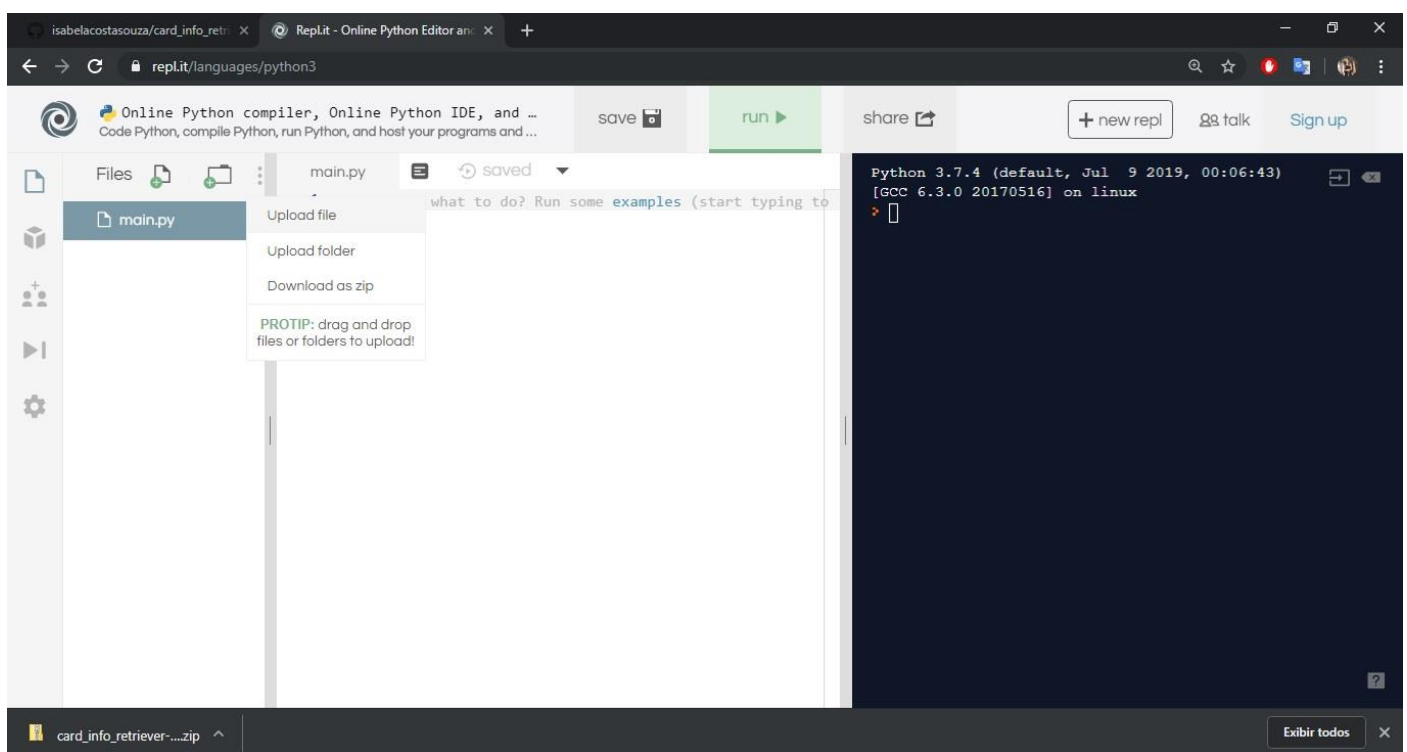 isabelacostasouza/card_info_retri
Repl.it - Online Python Editor an
repl.it/languages/python3
Online Python compiler, Online Python IDE, and …
Code Python, compile Python, run Python, and host your programs and ...
save
run
share
+ new repl
talk
Sign up
Files
main.py
saved
main.py
what to do? Run some examples (start typing to
Upload file
Upload folder
Download as zip
PROTIP: drag and drop
files or folders to upload!
Python 3.7.4 (default, Jul 9 2019, 00:06:43)
[GCC 6.3.0 20170516] on linux
>
?
card_info_retriever-....zip
Exibir todos